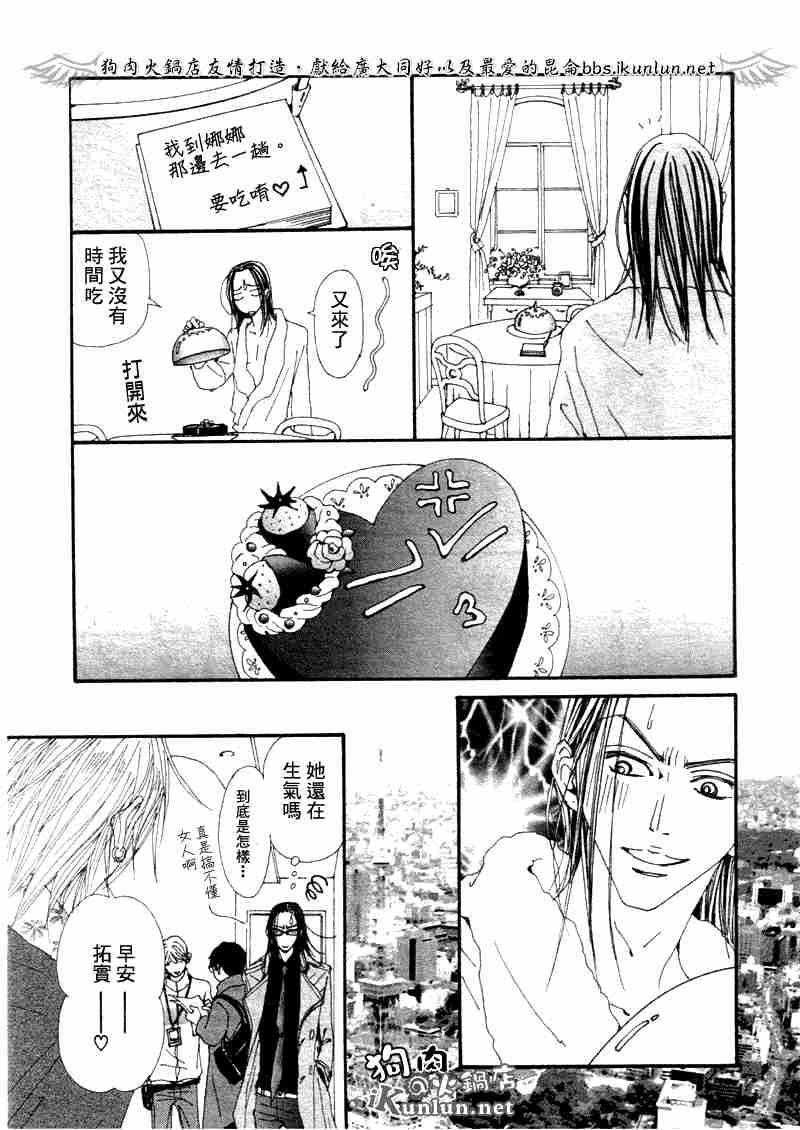 狗肉火鍋店友情打造，獻給廣大同好以及最愛的昆侖bbs.ikunlun.net
我到娜娜
那邊去一趟。
要吃唷♡
唉
又來了
我又沒有
時間吃
打開來
她還在
生氣嗎
到底是怎樣…
真是搞不懂
女人啊
早安——
拓實——♡
狗肉火鍋店
iKunlun.net